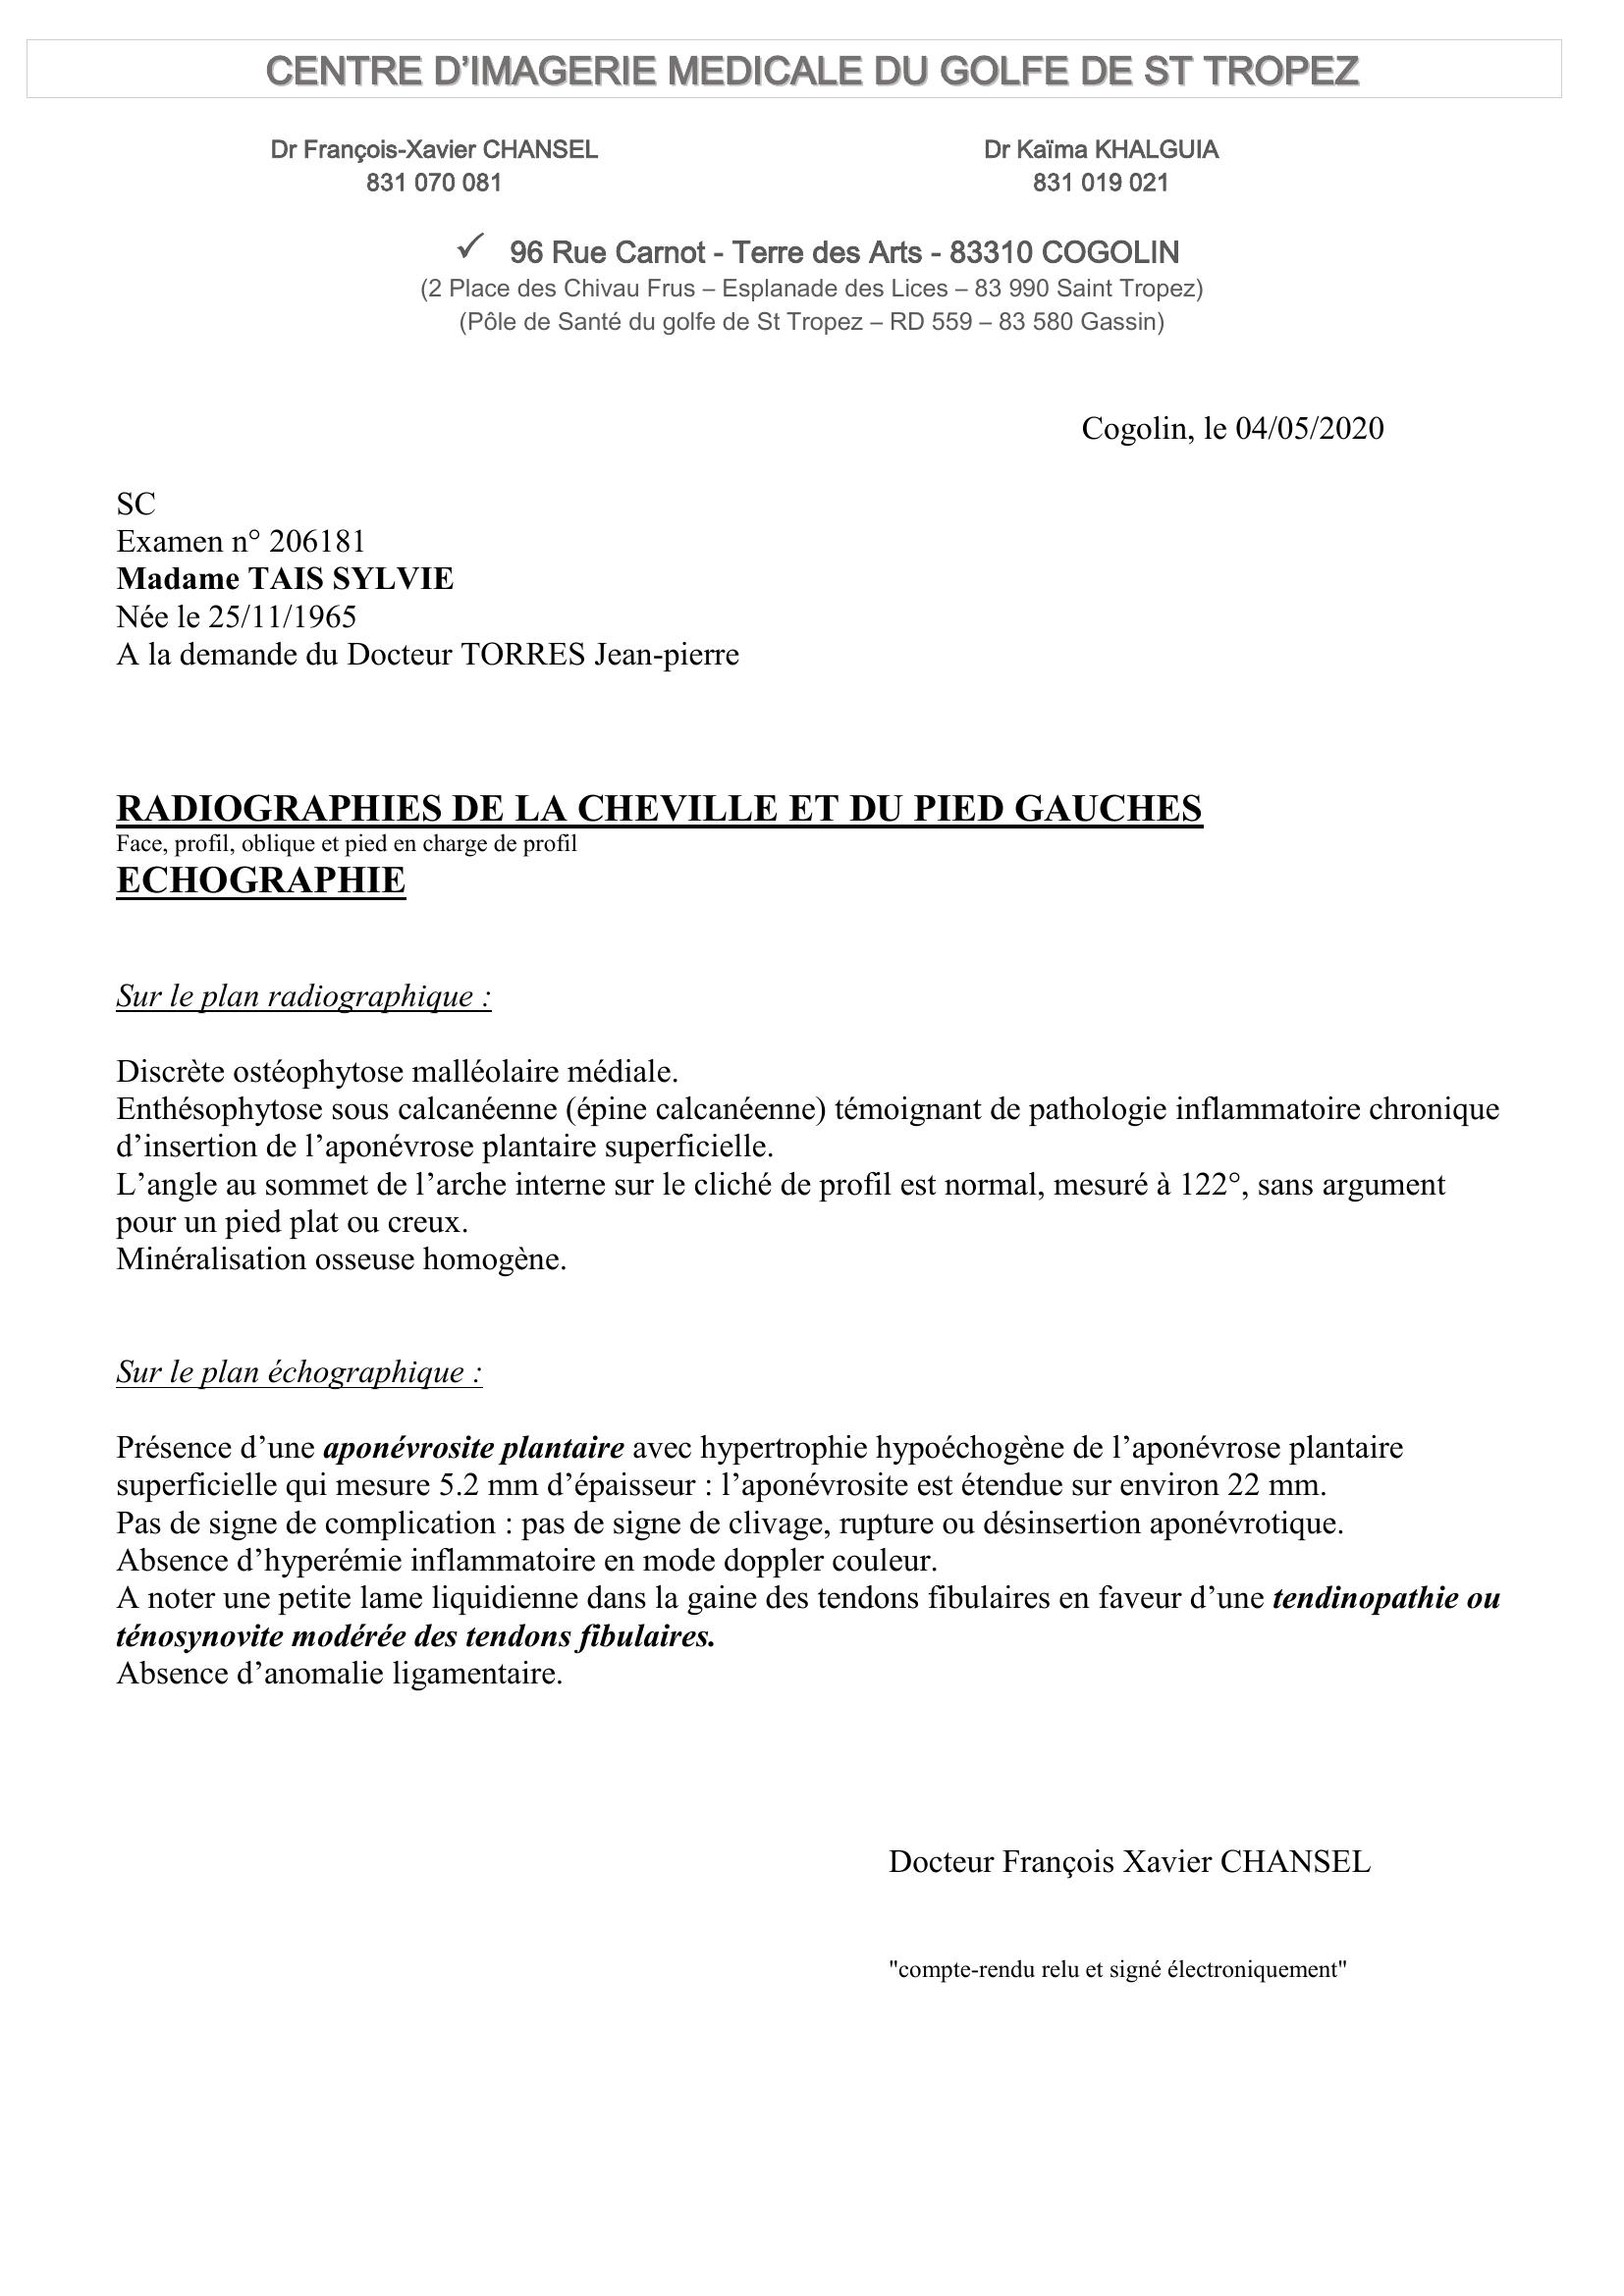 CENTRE D’IMAGERIE MEDICALE DU GOLFE DE ST TROPEZ
Dr François-Xavier CHANSEL
831 070 081
Dr Kaïma KHALGUIA
831 019 021
✓ 96 Rue Carnot - Terre des Arts - 83310 COGOLIN
(2 Place des Chivau Frus – Esplanade des Lices – 83 990 Saint Tropez)
(Pôle de Santé du golfe de St Tropez – RD 559 – 83 580 Gassin)
Cogolin, le 04/05/2020
SC
Examen n° 206181
Madame TAIS SYLVIE
Née le 25/11/1965
A la demande du Docteur TORRES Jean-pierre
RADIOGRAPHIES DE LA CHEVILLE ET DU PIED GAUCHES
Face, profil, oblique et pied en charge de profil
ECHOGRAPHIE
Sur le plan radiographique :
Discrète ostéophytose malléolaire médiale.
Enthésophytose sous calcanéenne (épine calcanéenne) témoignant de pathologie inflammatoire chronique
d’insertion de l’aponévrose plantaire superficielle.
L’angle au sommet de l’arche interne sur le cliché de profil est normal, mesuré à 122°, sans argument
pour un pied plat ou creux.
Minéralisation osseuse homogène.
Sur le plan échographique :
Présence d’une aponévrosite plantaire avec hypertrophie hypoéchogène de l’aponévrose plantaire
superficielle qui mesure 5.2 mm d’épaisseur : l’aponévrosite est étendue sur environ 22 mm.
Pas de signe de complication : pas de signe de clivage, rupture ou désinsertion aponévrotique.
Absence d’hyperémie inflammatoire en mode doppler couleur.
A noter une petite lame liquidienne dans la gaine des tendons fibulaires en faveur d’une tendinopathie ou
ténosynovite modérée des tendons fibulaires.
Absence d’anomalie ligamentaire.
Docteur François Xavier CHANSEL
"compte-rendu relu et signé électroniquement"